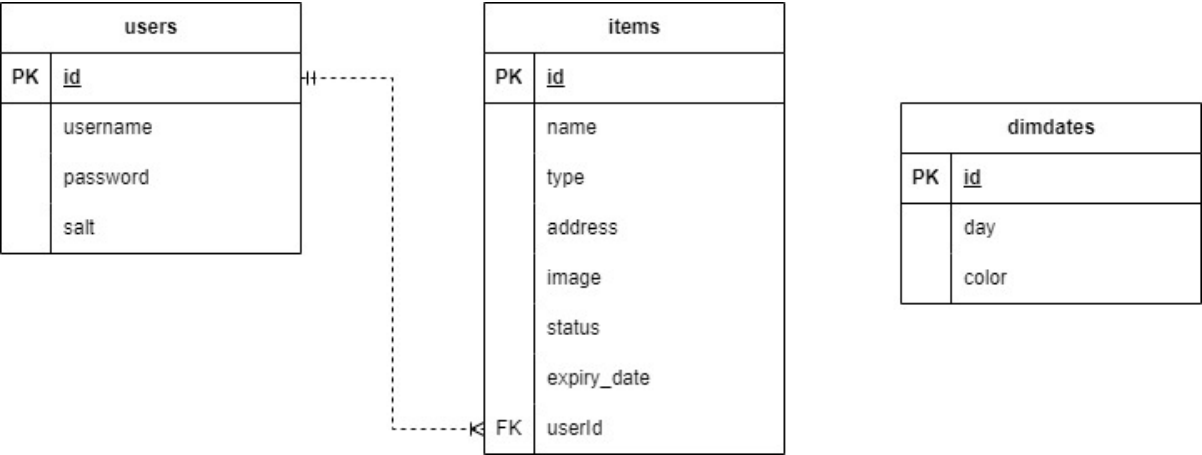 users
PK id
username
password
salt
items
PK id
name
type
address
image
status
expiry_date
FK userId
dimdates
PK id
day
color